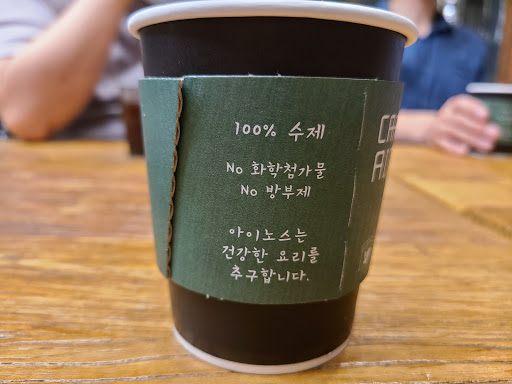 100% 수제
No 화학첨가물
No 방부제
아이노스는
건강한 요리를
추구합니다.